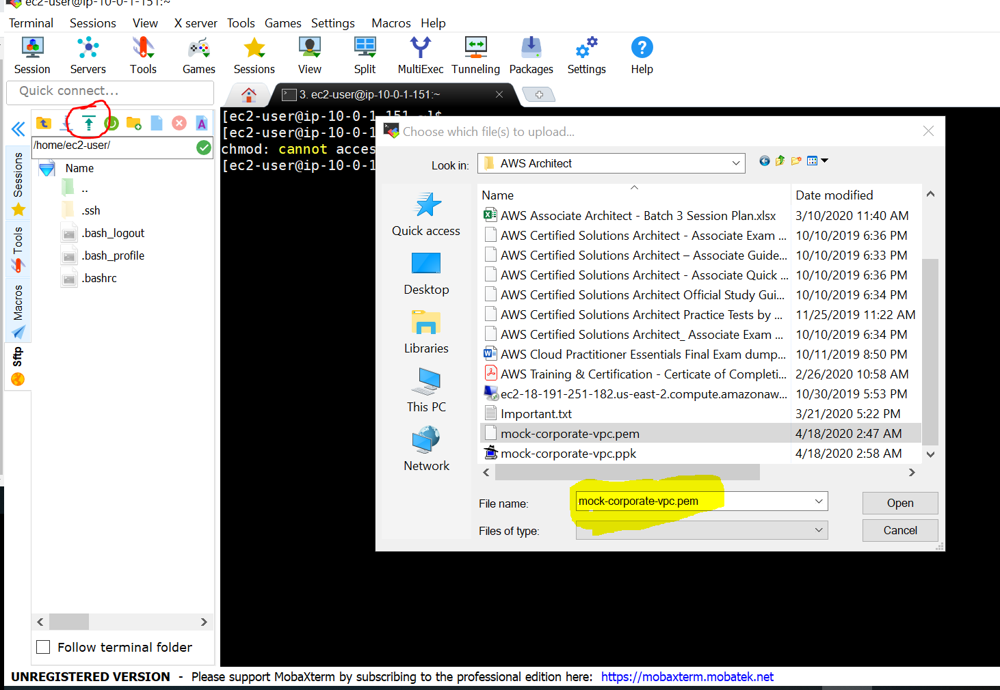 ec2-user@ip-10-0-1-151:~
Terminal Sessions View X server Tools Games Settings Macros Help
Session Servers Tools Games Sessions View Split MultiExec Tunneling Packages Settings Help
Quick connect...
3. ec2-user@ip-10-0-1-151:~
[ec2-user@ip-10-0-1-151 ~]$
[ec2-user@ip-10-0-1
chmod: cannot acces
[ec2-user@ip-10-0-1
/home/ec2-user/
Name
..
.ssh
.bash_logout
.bash_profile
.bashrc
Sessions
Tools
Macros
Sftp
Follow terminal folder
Choose which file(s) to upload...
Look in: AWS Architect
Quick access
Desktop
Libraries
This PC
Network
Name Date modified
AWS Associate Architect - Batch 3 Session Plan.xlsx 3/10/2020 11:40 AM
AWS Certified Solutions Architect - Associate Exam ... 10/10/2019 6:36 PM
AWS Certified Solutions Architect – Associate Guide... 10/10/2019 6:33 PM
AWS Certified Solutions Architect - Associate Quick ... 10/10/2019 6:36 PM
AWS Certified Solutions Architect Official Study Gui... 10/10/2019 6:34 PM
AWS Certified Solutions Architect Practice Tests by ... 11/25/2019 11:22 AM
AWS Certified Solutions Architect_ Associate Exam ... 10/10/2019 6:34 PM
AWS Cloud Practitioner Essentials Final Exam dump... 10/11/2019 8:50 PM
AWS Training & Certification - Certicate of Completi... 2/26/2020 10:58 AM
ec2-18-191-251-182.us-east-2.compute.amazonaw... 10/30/2019 5:53 PM
Important.txt 3/21/2020 5:22 PM
mock-corporate-vpc.pem 4/18/2020 2:47 AM
mock-corporate-vpc.ppk 4/18/2020 2:58 AM
File name: mock-corporate-vpc.pem Open
Files of type: Cancel
UNREGISTERED VERSION - Please support MobaXterm by subscribing to the professional edition here: https://mobaxterm.mobatek.net